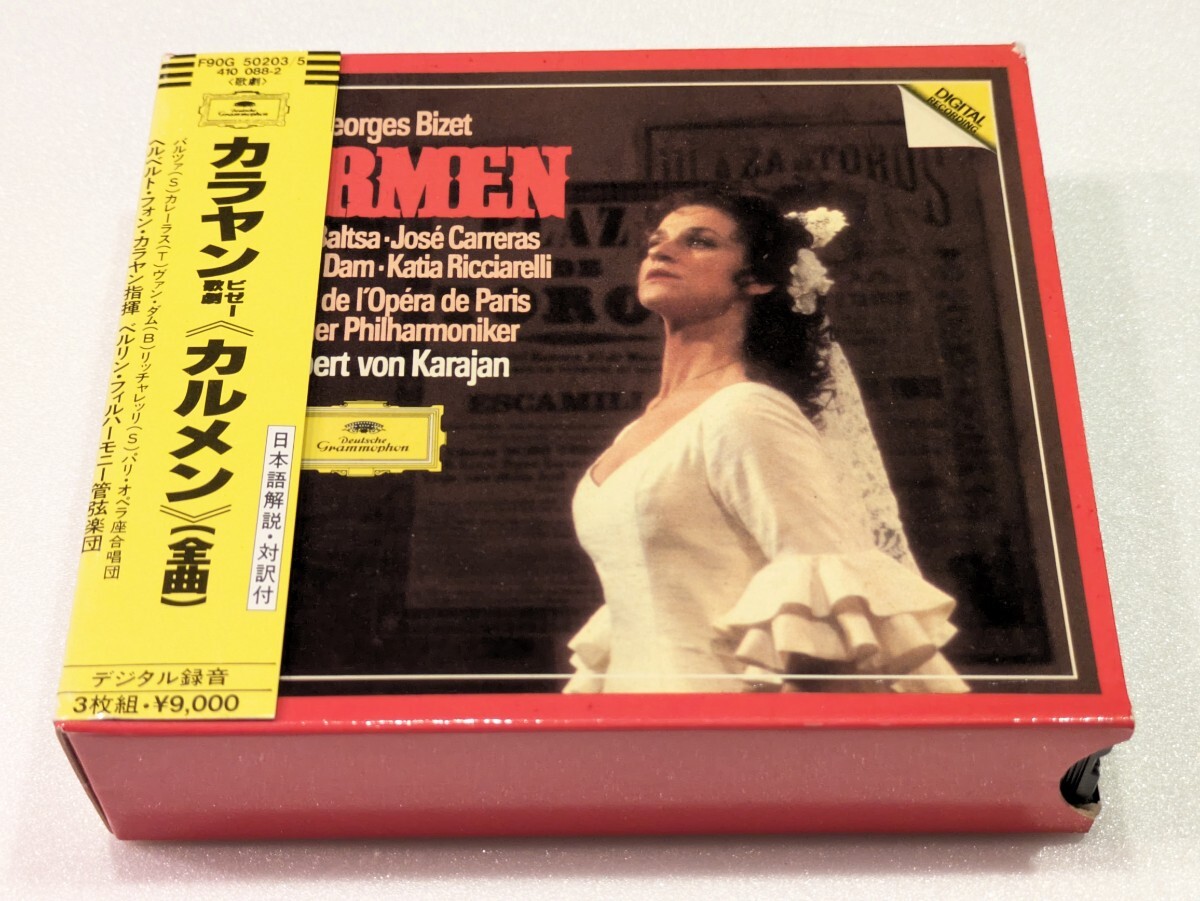 F90G 50203/5
410 088-2
〈歌劇〉
Deutsche
Grammophon
カラヤン
ビゼー
歌劇
《カルメン》(全曲)
バルツァ(S)カレーラス(T)ヴァン・ダム(B)リッチャレッリ(S)パリ・オペラ座合唱団
ヘルベルト・フォン・カラヤン指揮 ベルリン・フィルハーモニー管弦楽団
日本語解説・対訳付
デジタル録音
3枚組・¥9,000
eorges Bizet
RMEN
Baltsa·José Carreras
Dam·Katia Ricciarelli
de l'Opéra de Paris
er Philharmoniker
bert von Karajan
Deutsche
Grammophon
DIGITAL
RECORDING
ESCAMILL